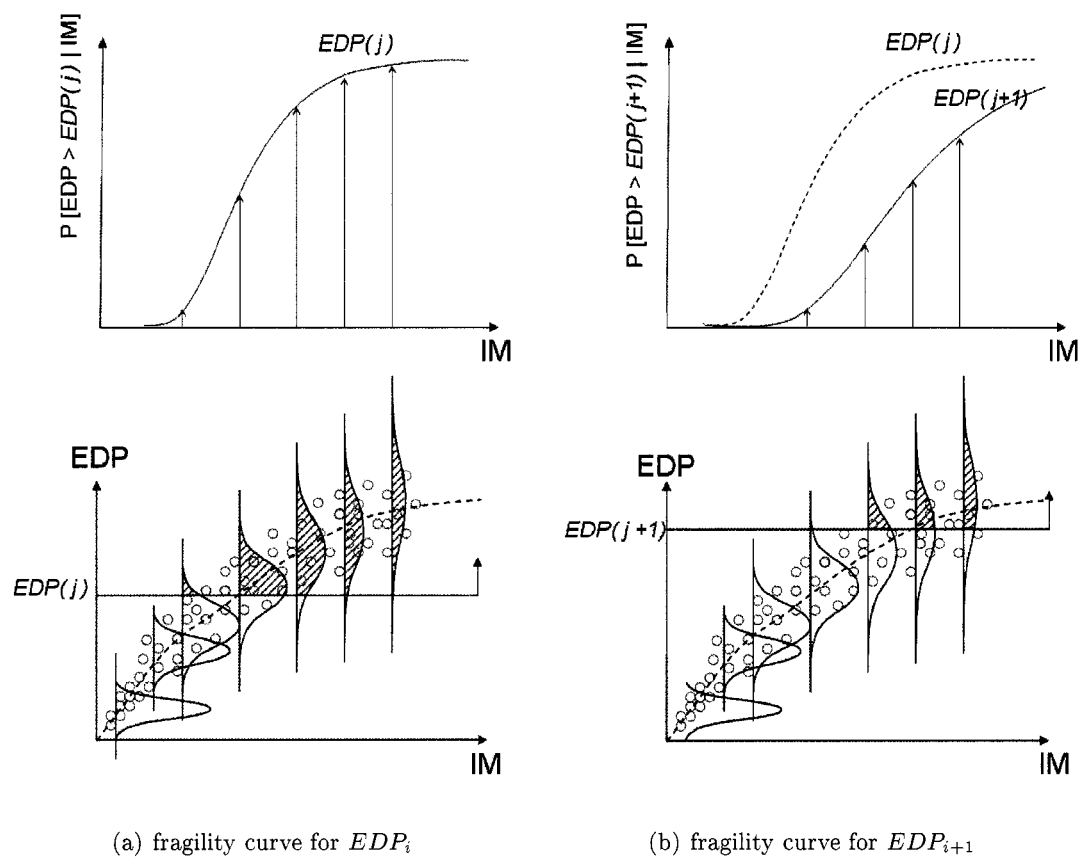 P [EDP > EDP(j) | IM]
EDP(j)
IM
EDP
EDP(j)
IM
(a) fragility curve for EDP_i
P [EDP > EDP(j+1) | IM]
EDP(j)
EDP(j+1)
IM
EDP
EDP(j+1)
IM
(b) fragility curve for EDP_{i+1}